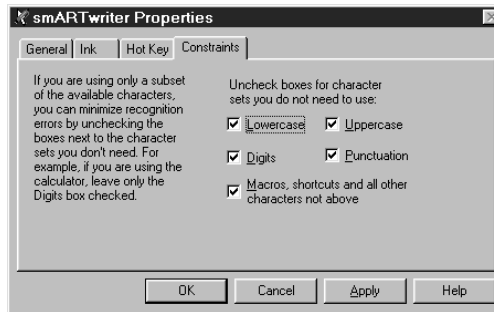 smARTwriter Properties
General Ink Hot Key Constraints
If you are using only a subset
of the available characters,
you can minimize recognition
errors by unchecking the
boxes next to the character
sets you don't need. For
example, if you are using the
calculator, leave only the
Digits box checked.
Uncheck boxes for character
sets you do not need to use:
Lowercase Uppercase
Digits Punctuation
Macros, shortcuts and all other
characters not above
OK Cancel Apply Help